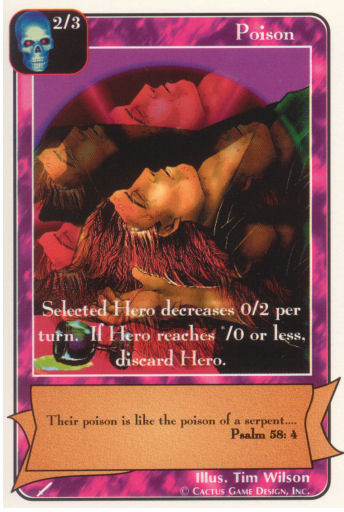 2/3
Poison
Selected Hero decreases 0/2 per
turn. If Hero reaches */0 or less,
discard Hero.
Their poison is like the poison of a serpent....
Psalm 58: 4
Illus. Tim Wilson
© Cactus Game Design, Inc.